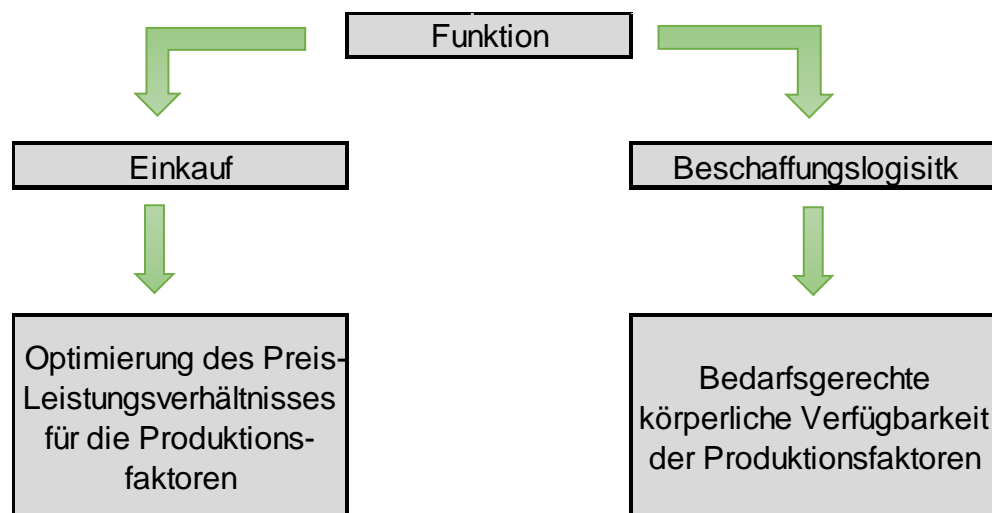 Funktion
Einkauf
Beschaffungslogisitk
Optimierung des Preis-
Leistungsverhältnisses
für die Produktions-
faktoren
Bedarfsgerechte
körperliche Verfügbarkeit
der Produktionsfaktoren